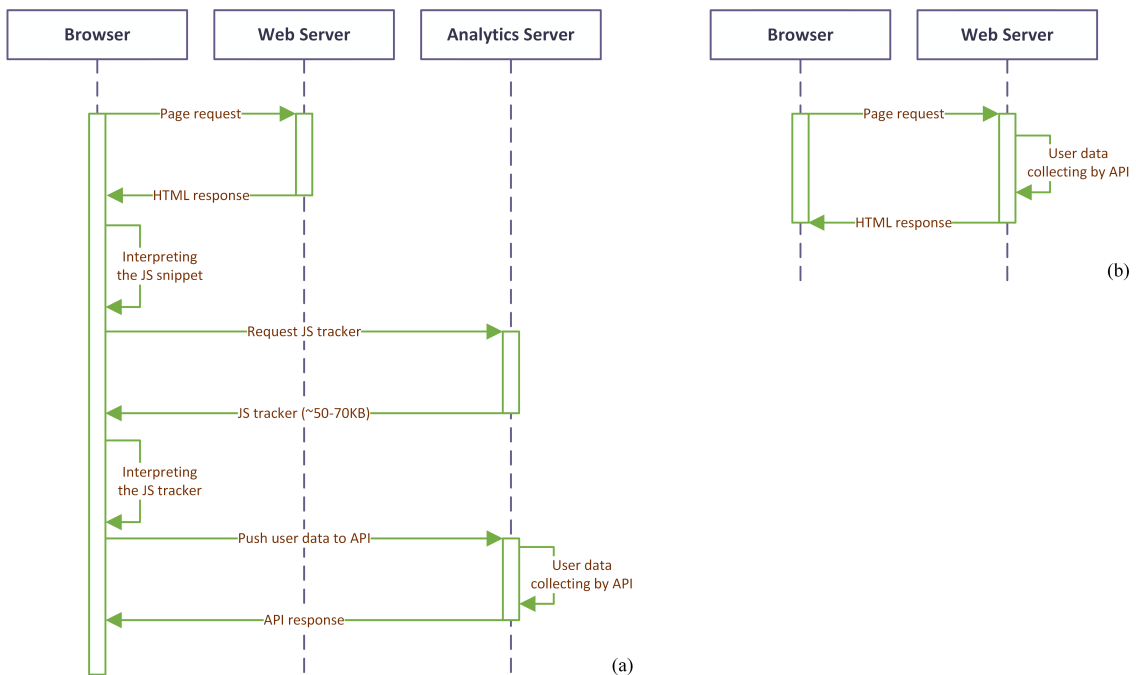 Browser
Web Server
Analytics Server
Page request
HTML response
Interpreting
the JS snippet
Request JS tracker
JS tracker (~50-70KB)
Interpreting
the JS tracker
Push user data to API
User data
collecting by API
API response
(a)
Browser
Web Server
Page request
User data
collecting by API
HTML response
(b)